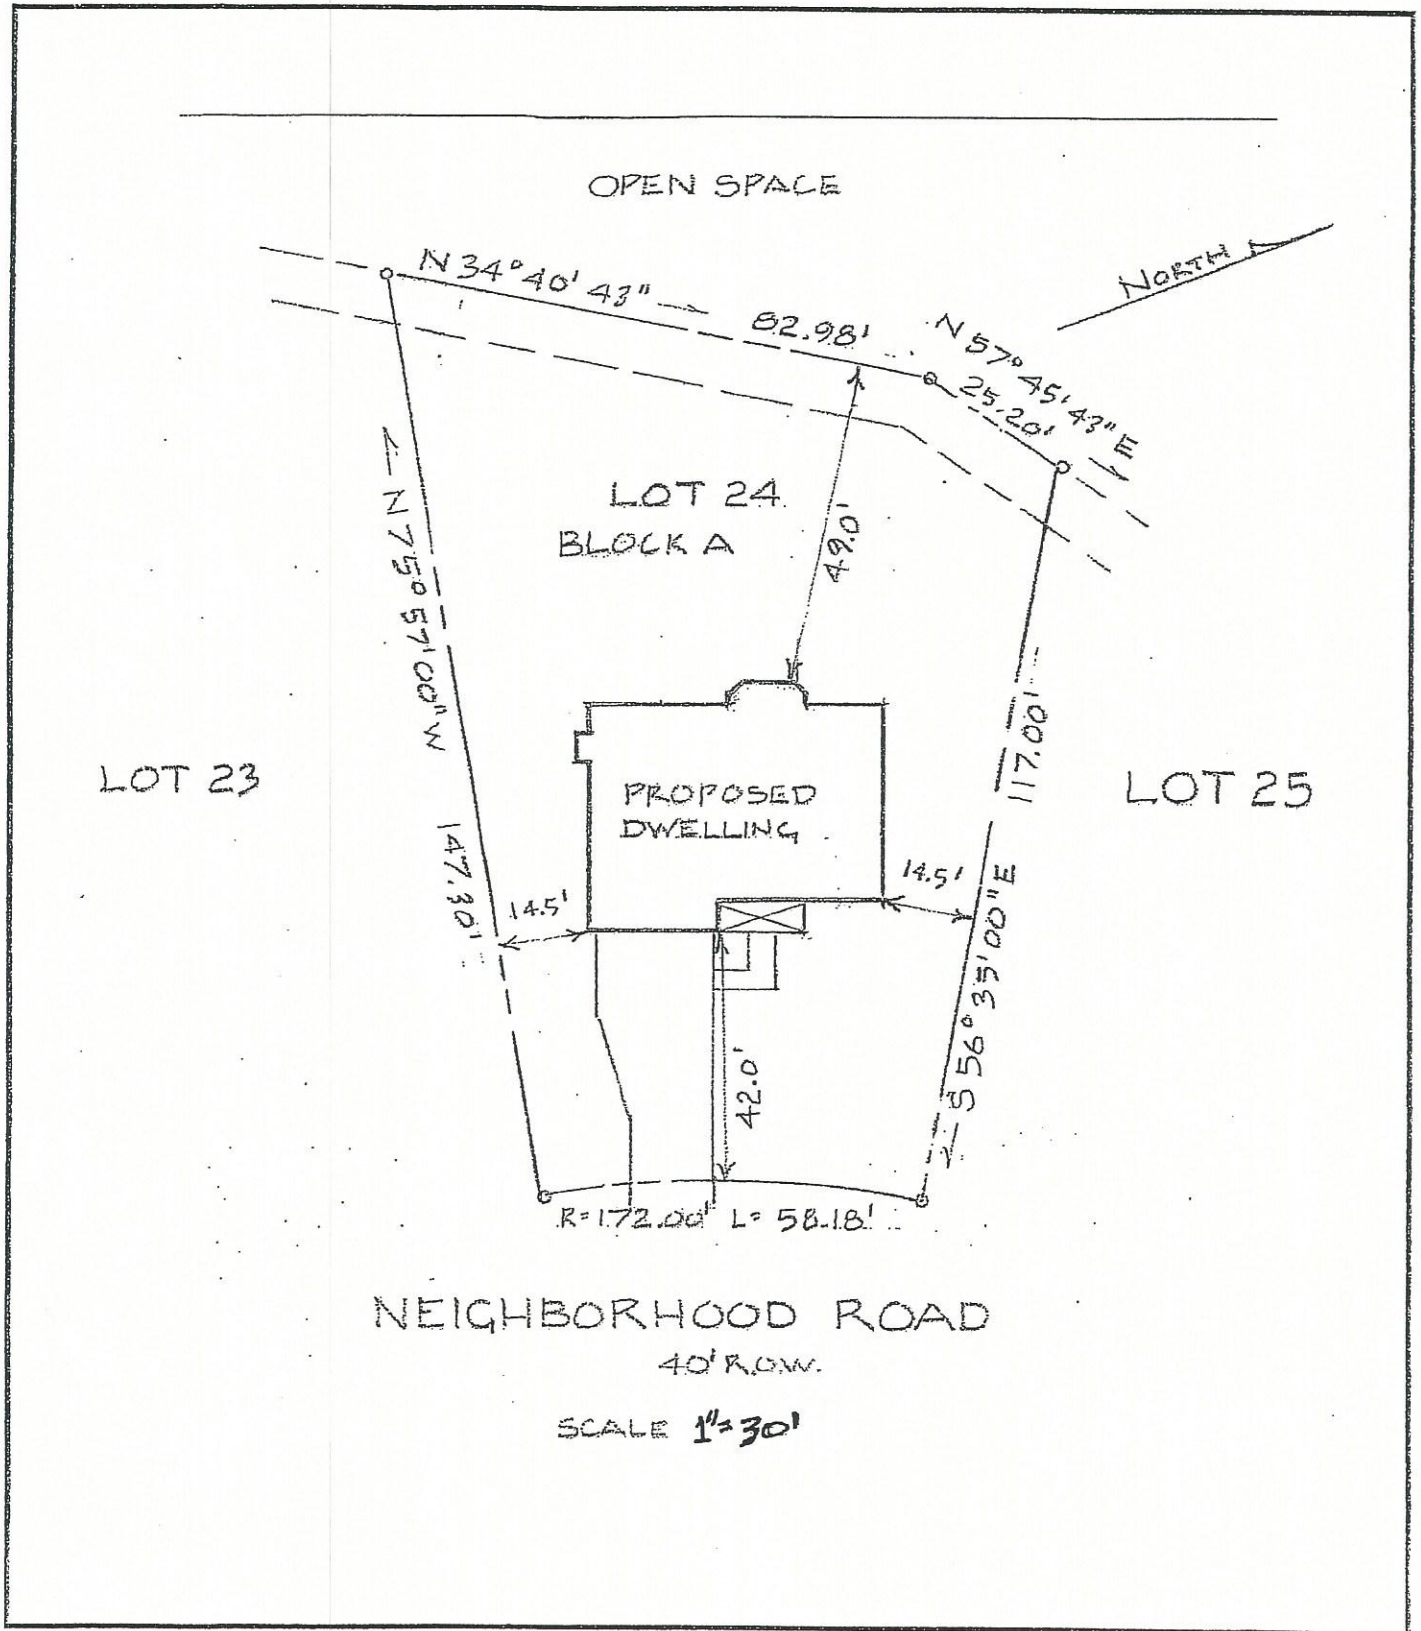 OPEN SPACE
N 34° 40' 43"
82.98'
NORTH
N 57° 45' 43" E
25.20'
LOT 24
BLOCK A
49.0'
N 75° 57' 00" W
147.30'
LOT 23
PROPOSED
DWELLING
117.00'
LOT 25
14.5'
14.5'
S 56° 35' 00" E
42.0'
R=172.00' L= 58.18'
NEIGHBORHOOD ROAD
40' R.O.W.
SCALE 1"=30'